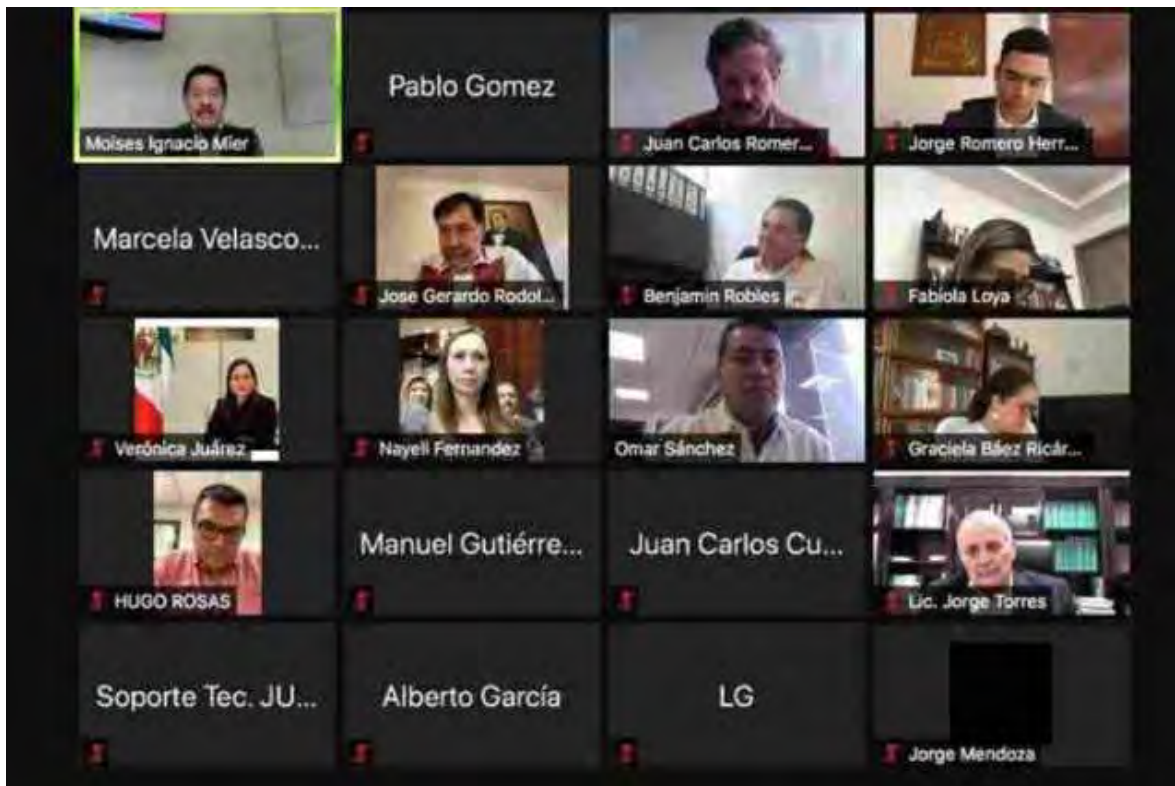 Moises Ignacio Mier
Pablo Gomez
Juan Carlos Romer...
Jorge Romero Herr...
Marcela Velasco...
Jose Gerardo Rodol...
Benjamin Robles
Fabiola Loya
Verónica Juárez
Nayeli Fernandez
Omar Sánchez
Graciela Báez Ricár...
HUGO ROSAS
Manuel Gutiérre...
Juan Carlos Cu...
Lic. Jorge Torres
Soporte Tec. JU...
Alberto García
LG
Jorge Mendoza